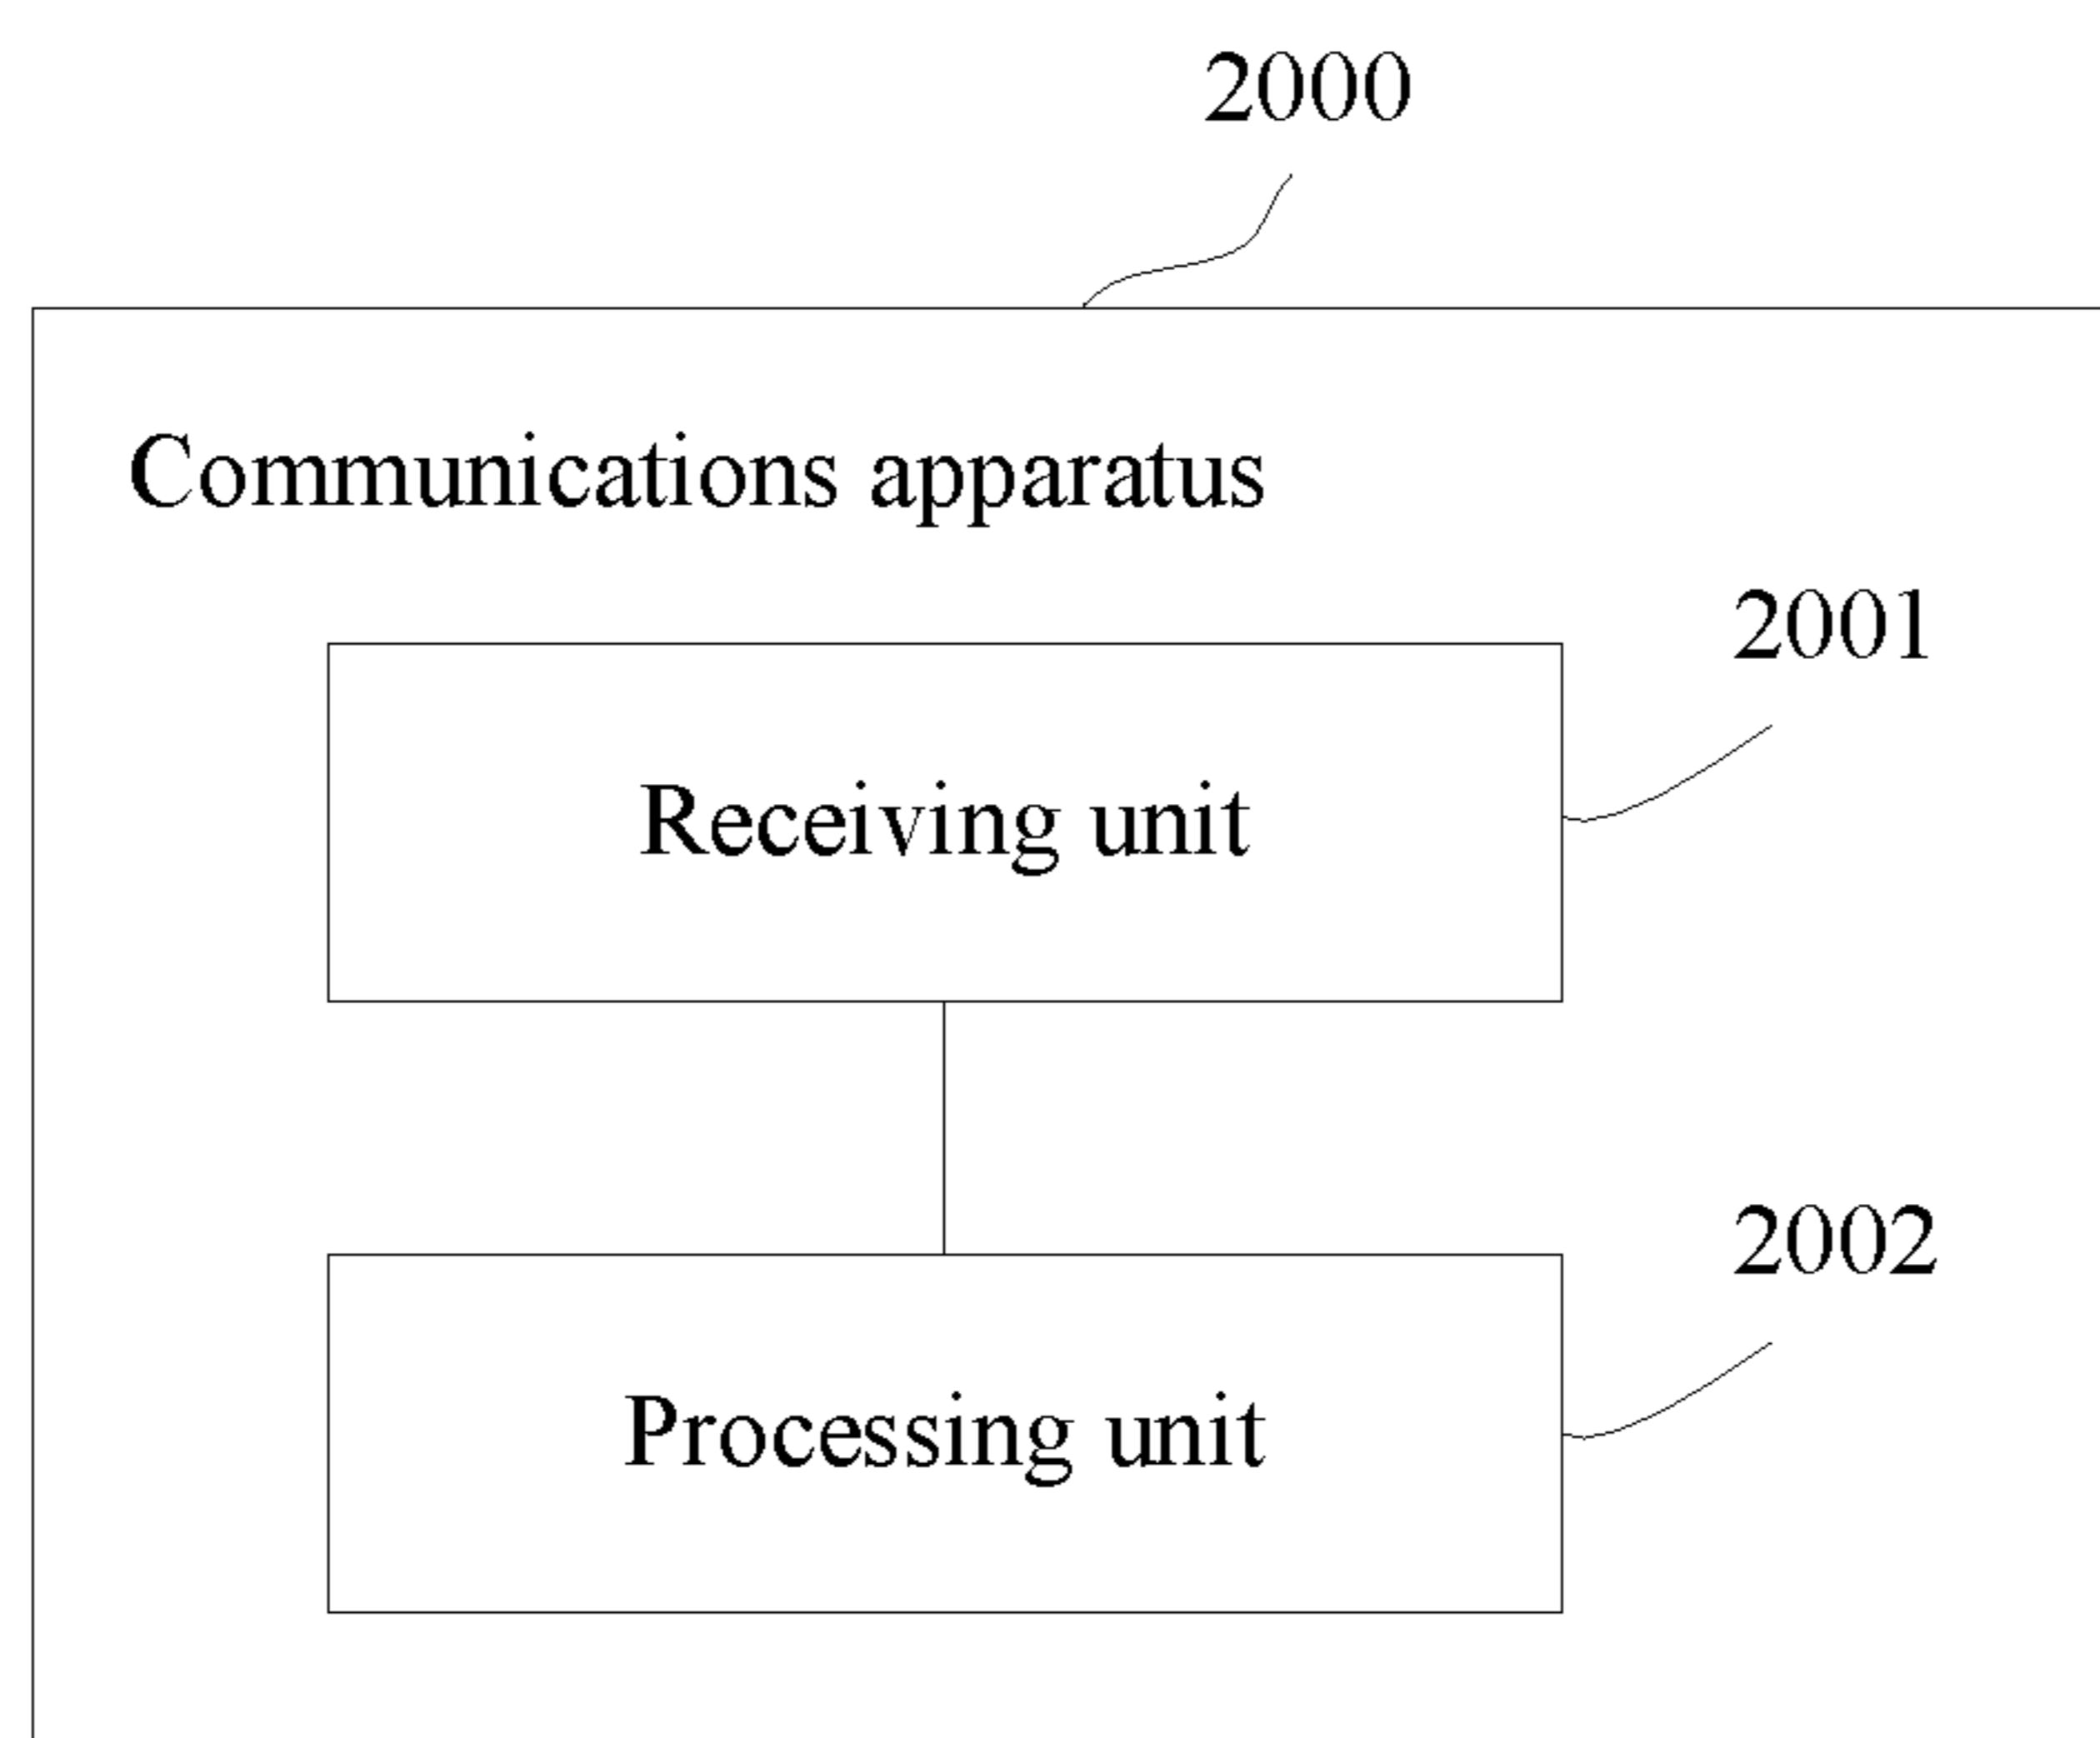 2000
Communications apparatus
2001
Receiving unit
2002
Processing unit